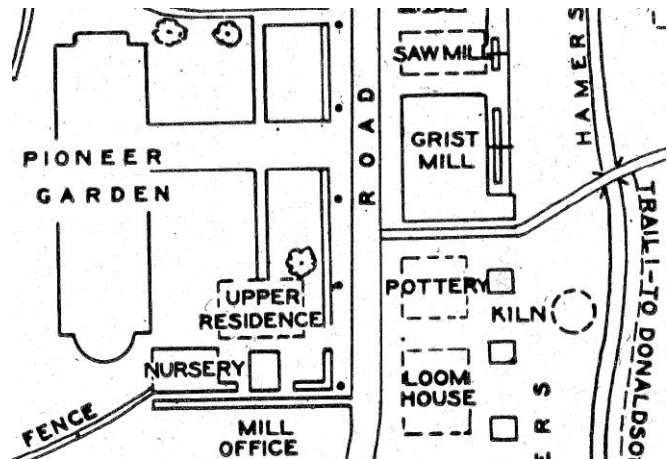 SAW MILL
HAMERS
PIONEER
GARDEN
ROAD
GRIST
MILL
UPPER
RESIDENCE
POTTERY
KILN
TRAIL I-TO DONALDSO
NURSERY
LOOM
HOUSE
FENCE
MILL
OFFICE
ERS